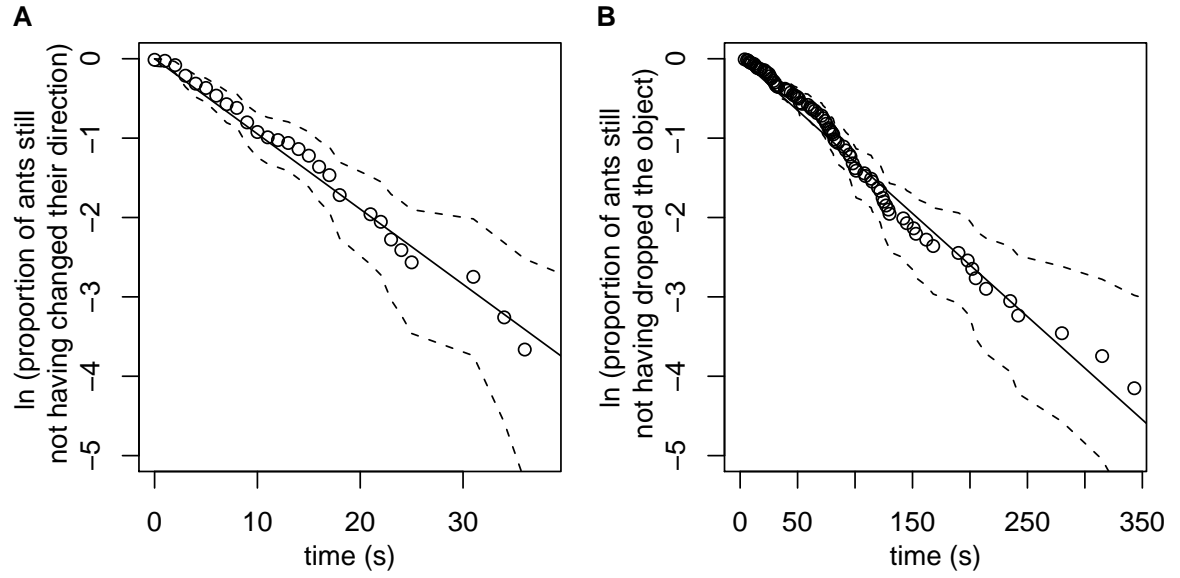 A
ln (proportion of ants still
not having changed their direction)
0
−1
−2
−3
−4
−5
0 10 20 30
time (s)
B
ln (proportion of ants still
not having dropped the object)
0
−1
−2
−3
−4
−5
0 50 150 250 350
time (s)